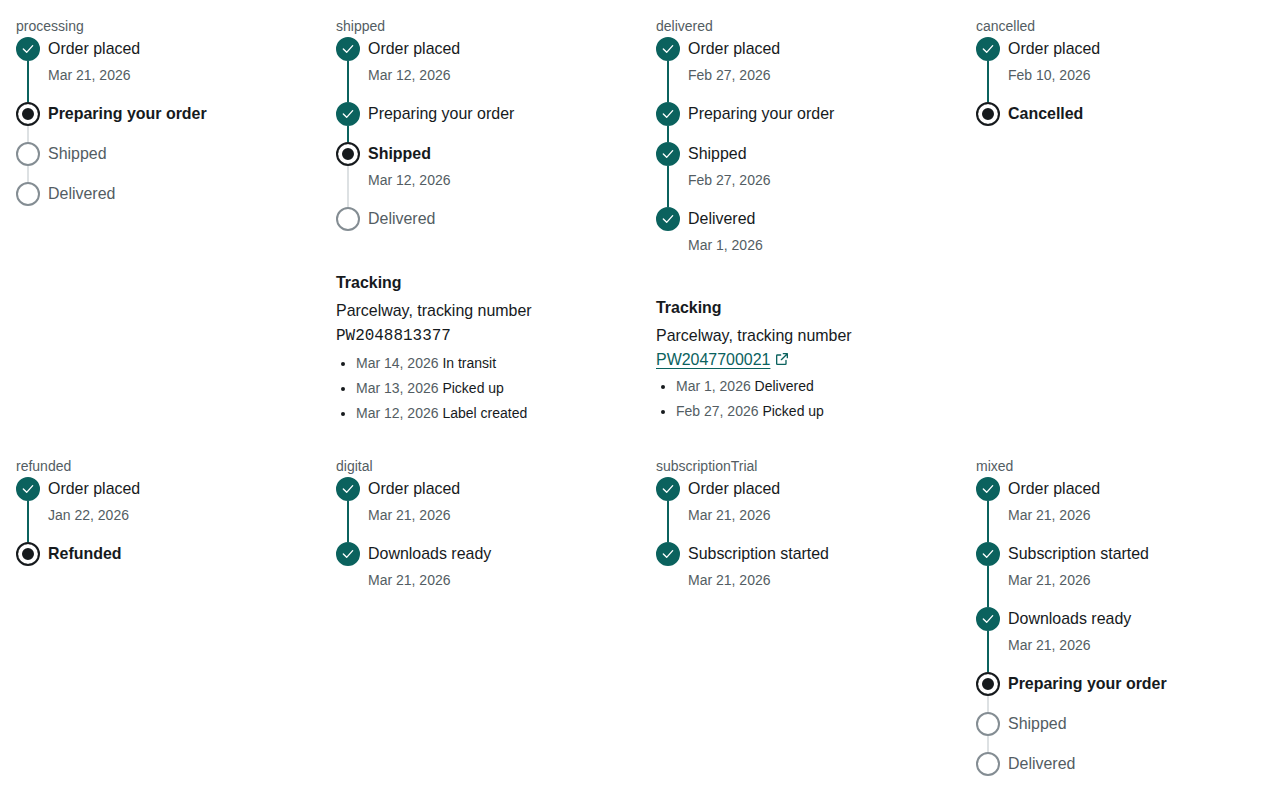 processing
Order placed
Mar 21, 2026
Preparing your order
Shipped
Delivered
shipped
Order placed
Mar 12, 2026
Preparing your order
Shipped
Mar 12, 2026
Delivered
Tracking
Parcelway, tracking number
PW2048813377
Mar 14, 2026 In transit
Mar 13, 2026 Picked up
Mar 12, 2026 Label created
delivered
Order placed
Feb 27, 2026
Preparing your order
Shipped
Feb 27, 2026
Delivered
Mar 1, 2026
Tracking
Parcelway, tracking number
PW2047700021
Mar 1, 2026 Delivered
Feb 27, 2026 Picked up
cancelled
Order placed
Feb 10, 2026
Cancelled
refunded
Order placed
Jan 22, 2026
Refunded
digital
Order placed
Mar 21, 2026
Downloads ready
Mar 21, 2026
subscriptionTrial
Order placed
Mar 21, 2026
Subscription started
Mar 21, 2026
mixed
Order placed
Mar 21, 2026
Subscription started
Mar 21, 2026
Downloads ready
Mar 21, 2026
Preparing your order
Shipped
Delivered